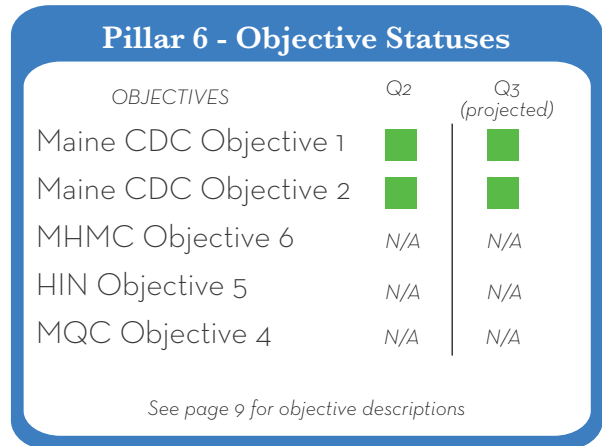 Pillar 6 - Objective Statuses
OBJECTIVES Q2 Q3
(projected)
Maine CDC Objective 1
Maine CDC Objective 2
MHMC Objective 6 N/A N/A
HIN Objective 5 N/A N/A
MQC Objective 4 N/A N/A
See page 9 for objective descriptions